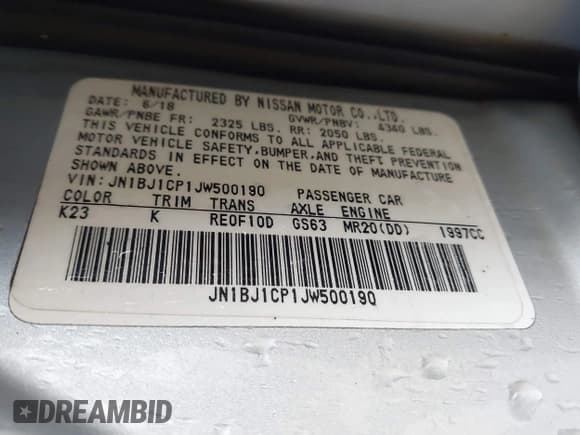 MANUFACTURED BY NISSAN MOTOR CO.,LTD.
DATE: 6/18 GVWR/PNBV: 4340 LBS.
GAWR/PNBE FR: 2325 LBS. RR: 2050 LBS.
THIS VEHICLE CONFORMS TO ALL APPLICABLE FEDERAL
MOTOR VEHICLE SAFETY,BUMPER,AND THEFT PREVENTION
STANDARDS IN EFFECT ON THE DATE OF MANUFACTURE
SHOWN ABOVE.
VIN: JN1BJ1CP1JW500190 PASSENGER CAR
COLOR TRIM TRANS AXLE ENGINE
K23 K RE0F10D GS63 MR20(DD) 1997CC
JN1BJ1CP1JW500190
DREAMBID